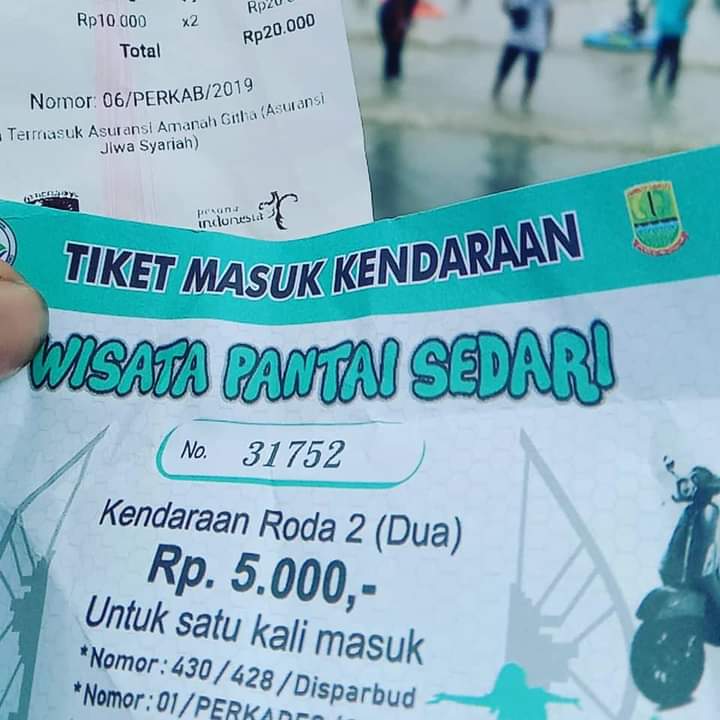 Rp10.000 x2
Rp20.000
Total
Nomor: 06/PERKAB/2019
Termasuk Asuransi Amanah Githa (Asuransi
Jiwa Syariah)
pesona
indonesia
TIKET MASUK KENDARAAN
WISATA PANTAI SEDARI
No. 31752
Kendaraan Roda 2 (Dua)
Rp. 5.000,-
Untuk satu kali masuk
*Nomor : 430 / 428 / Disparbud
*Nomor : 01 / PERKADES